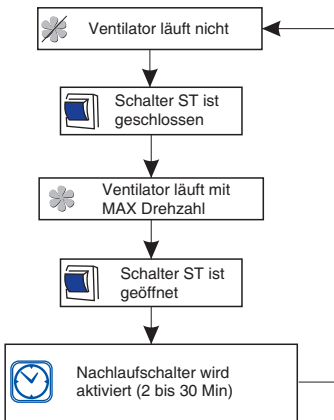 Ventilator läuft nicht
Schalter ST ist
geschlossen
Ventilator läuft mit
MAX Drehzahl
Schalter ST ist
geöffnet
Nachlaufschalter wird
aktiviert (2 bis 30 Min)